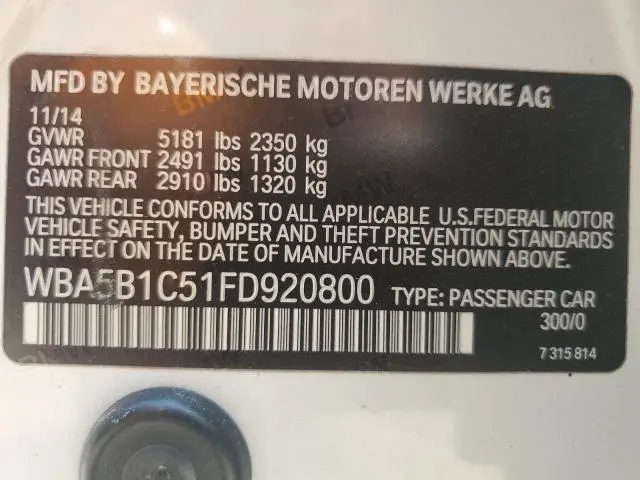 MFD BY BAYERISCHE MOTOREN WERKE AG
11/14
GVWR 5181 lbs 2350 kg
GAWR FRONT 2491 lbs 1130 kg
GAWR REAR 2910 lbs 1320 kg
THIS VEHICLE CONFORMS TO ALL APPLICABLE U.S.FEDERAL MOTOR
VEHICLE SAFETY, BUMPER AND THEFT PREVENTION STANDARDS
IN EFFECT ON THE DATE OF MANUFACTURE SHOWN ABOVE.
WBA5B1C51FD920800 TYPE: PASSENGER CAR
300/0
7 315 814